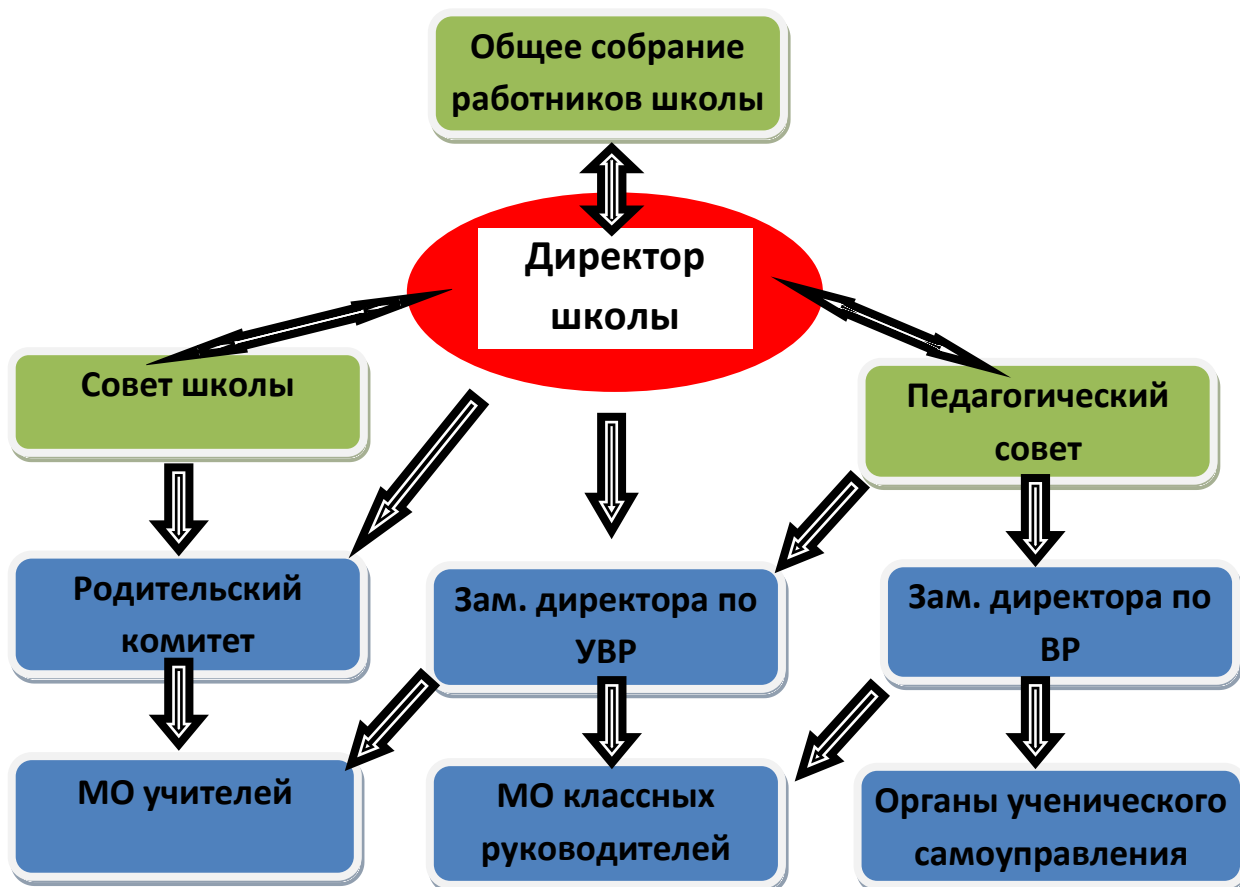 Общее собрание
работников школы
Директор
школы
Совет школы
Педагогический
совет
Родительский
комитет
Зам. директора по
УВР
Зам. директора по
ВР
МО учителей
МО классных
руководителей
Органы ученического
самоуправления